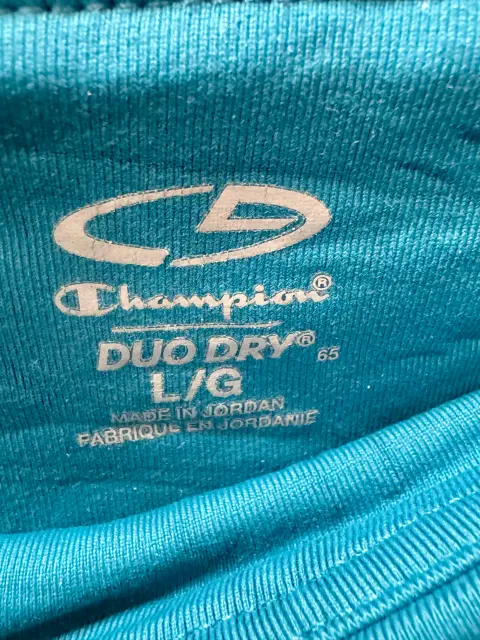 Champion®
DUO DRY® 65
L/G
MADE IN JORDAN
FABRIQUE EN JORDANIE